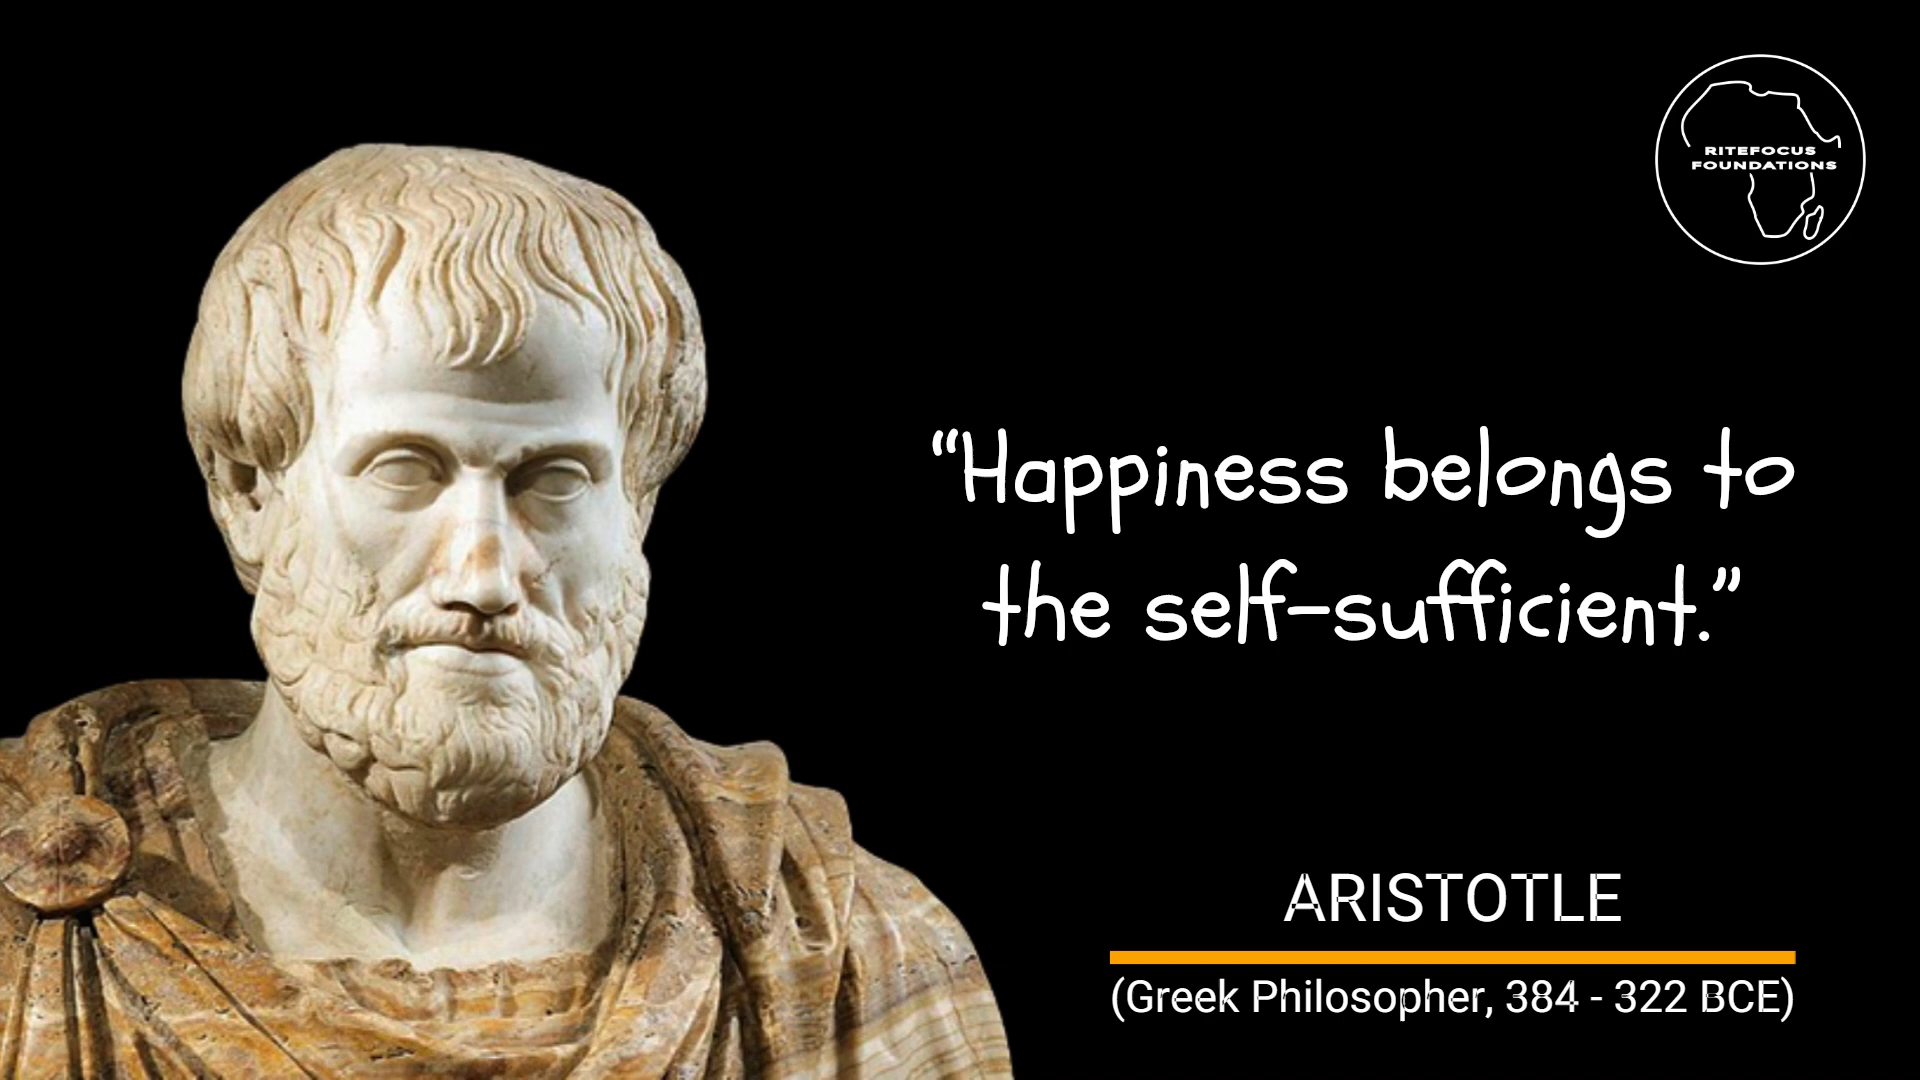 RITEFOCUS
FOUNDATIONS
“Happiness belongs to
the self-sufficient.”
ARISTOTLE
(Greek Philosopher, 384 - 322 BCE)